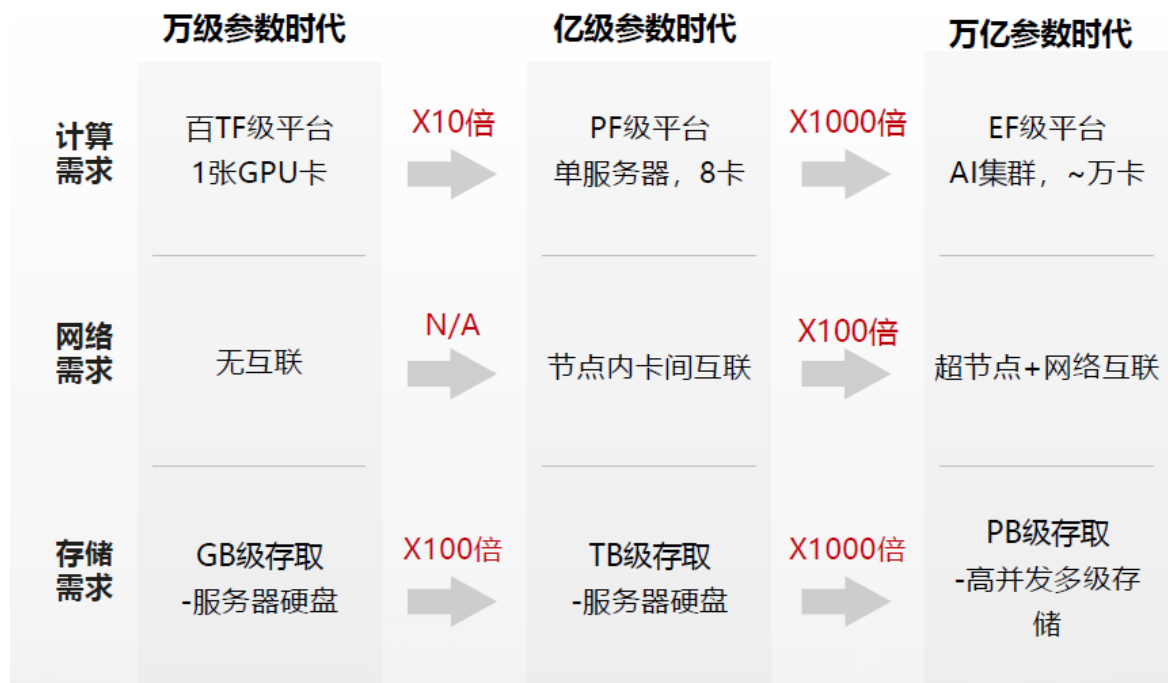 万级参数时代
亿级参数时代
万亿参数时代
计算
需求
百TF级平台
1张GPU卡
X10倍
PF级平台
单服务器，8卡
X1000倍
EF级平台
AI集群，~万卡
网络
需求
无互联
N/A
节点内卡间互联
X100倍
超节点+网络互联
存储
需求
GB级存取
-服务器硬盘
X100倍
TB级存取
-服务器硬盘
X1000倍
PB级存取
-高并发多级存
储